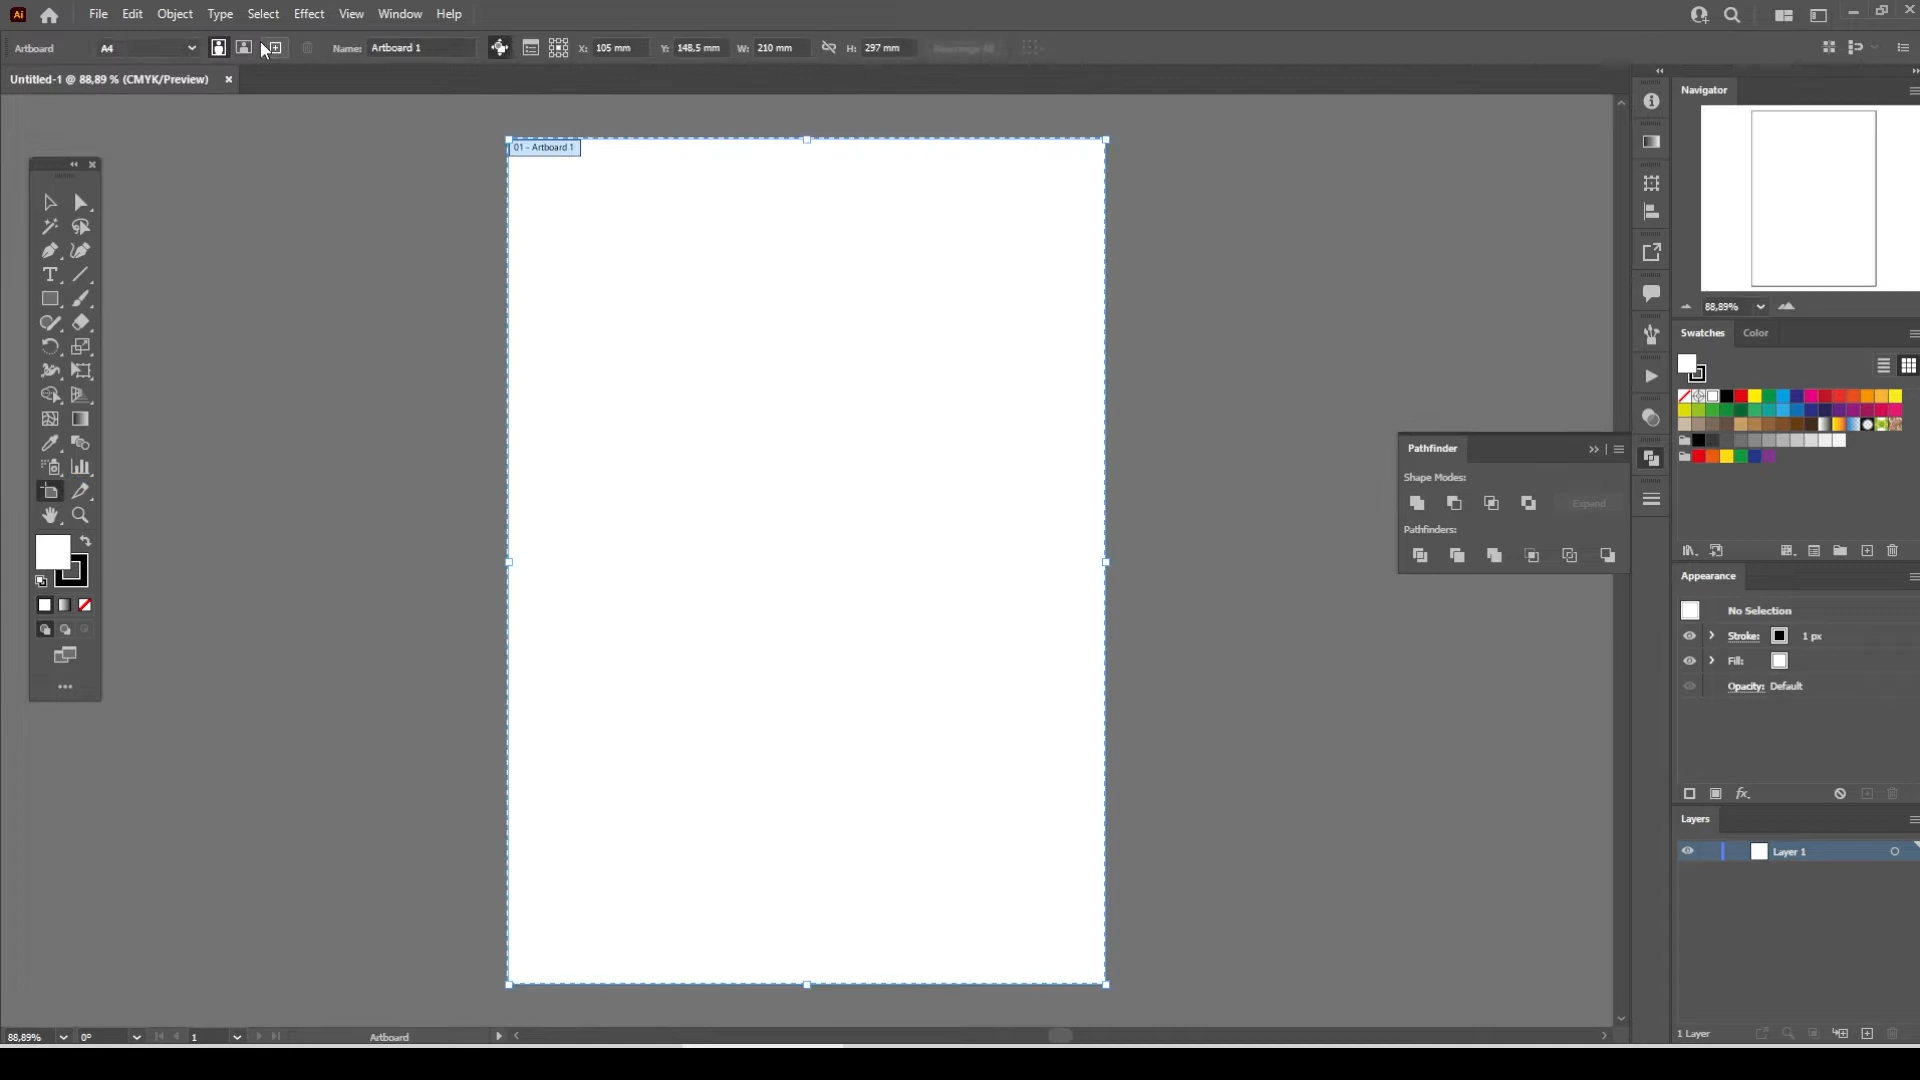 Ai File Edit Object Type Select Effect View Window Help
Artboard A4 Name: Artboard 1 X: 105 mm Y: 148.5 mm W: 210 mm H: 297 mm Rearrange All
Untitled-1 @ 88,89 % (CMYK/Preview) ×
Navigator
01 - Artboard 1
88,89%
Swatches Color
Pathfinder
Shape Modes:
Expand
Pathfinders:
Appearance
No Selection
Stroke: 1 px
Fill:
Opacity: Default
fx
Layers
Layer 1
88,89% 0° 1 Artboard
1 Layer